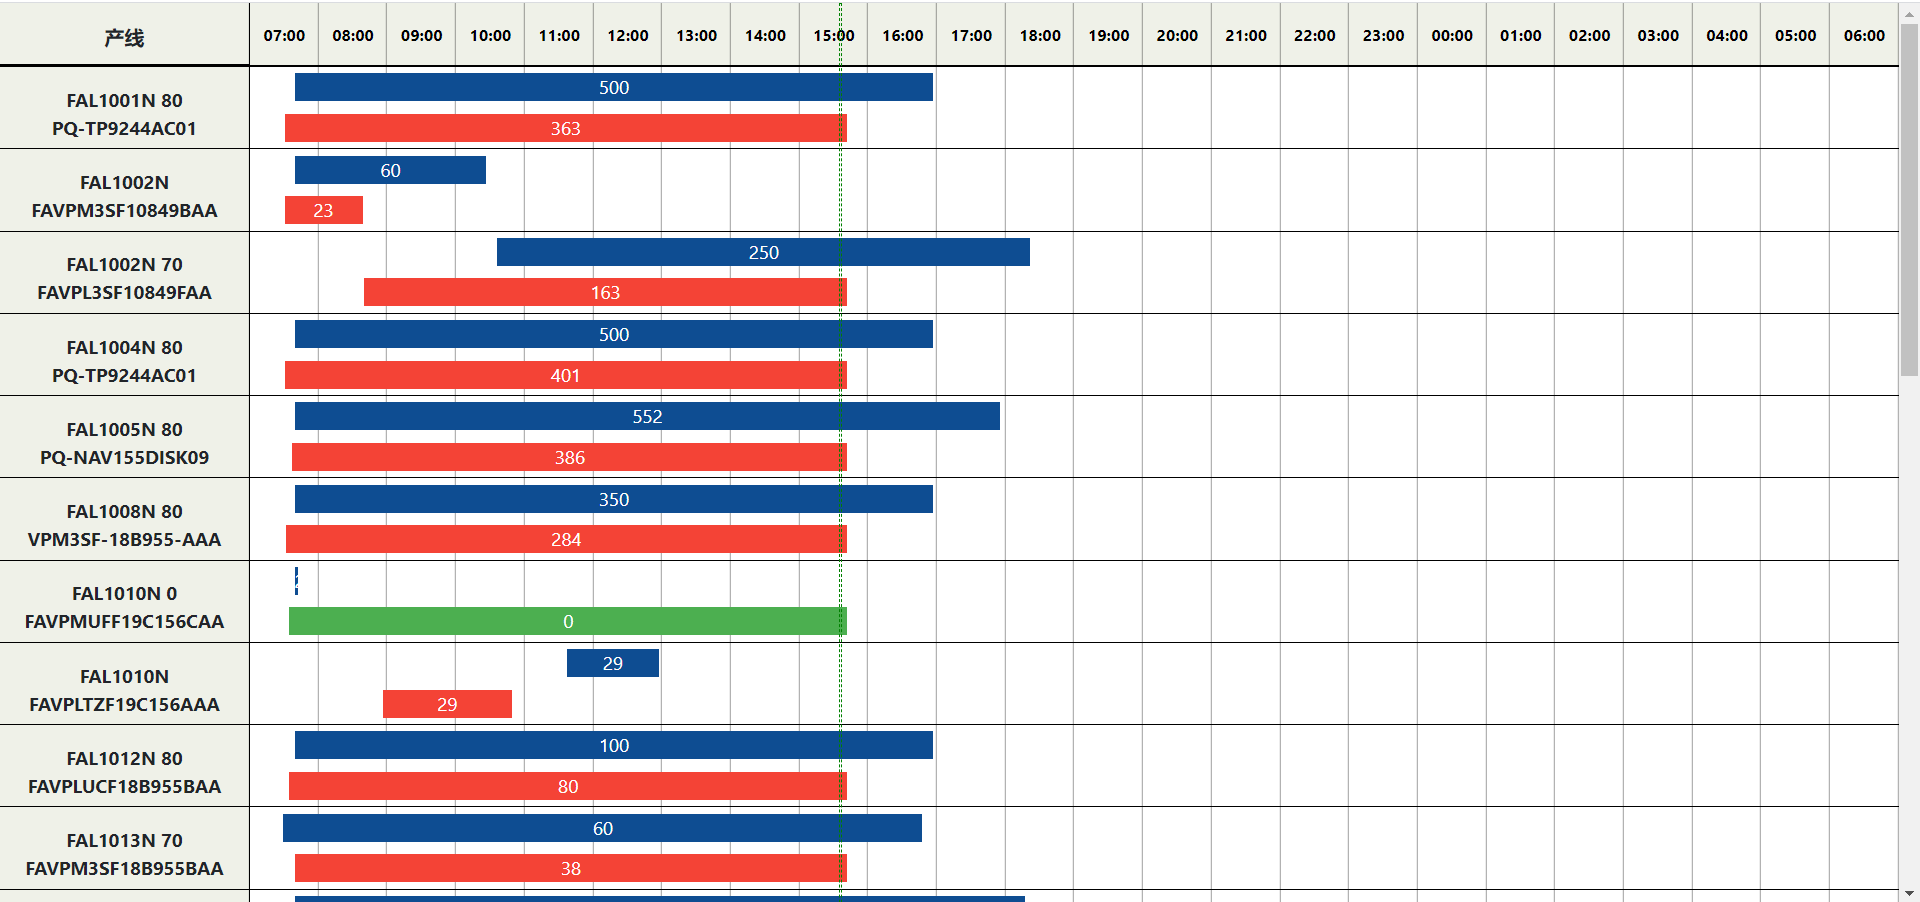 产线 07:00 08:00 09:00 10:00 11:00 12:00 13:00 14:00 15:00 16:00 17:00 18:00 19:00 20:00 21:00 22:00 23:00 00:00 01:00 02:00 03:00 04:00 05:00 06:00
500
FAL1001N 80
PQ-TP9244AC01
363
60
FAL1002N
FAVPM3SF10849BAA
23
250
FAL1002N 70
FAVPL3SF10849FAA
163
500
FAL1004N 80
PQ-TP9244AC01
401
552
FAL1005N 80
PQ-NAV155DISK09
386
350
FAL1008N 80
VPM3SF-18B955-AAA
284
FAL1010N 0
FAVPMUFF19C156CAA
0
29
FAL1010N
FAVPLTZF19C156AAA
29
100
FAL1012N 80
FAVPLUCF18B955BAA
80
60
FAL1013N 70
FAVPM3SF18B955BAA
38